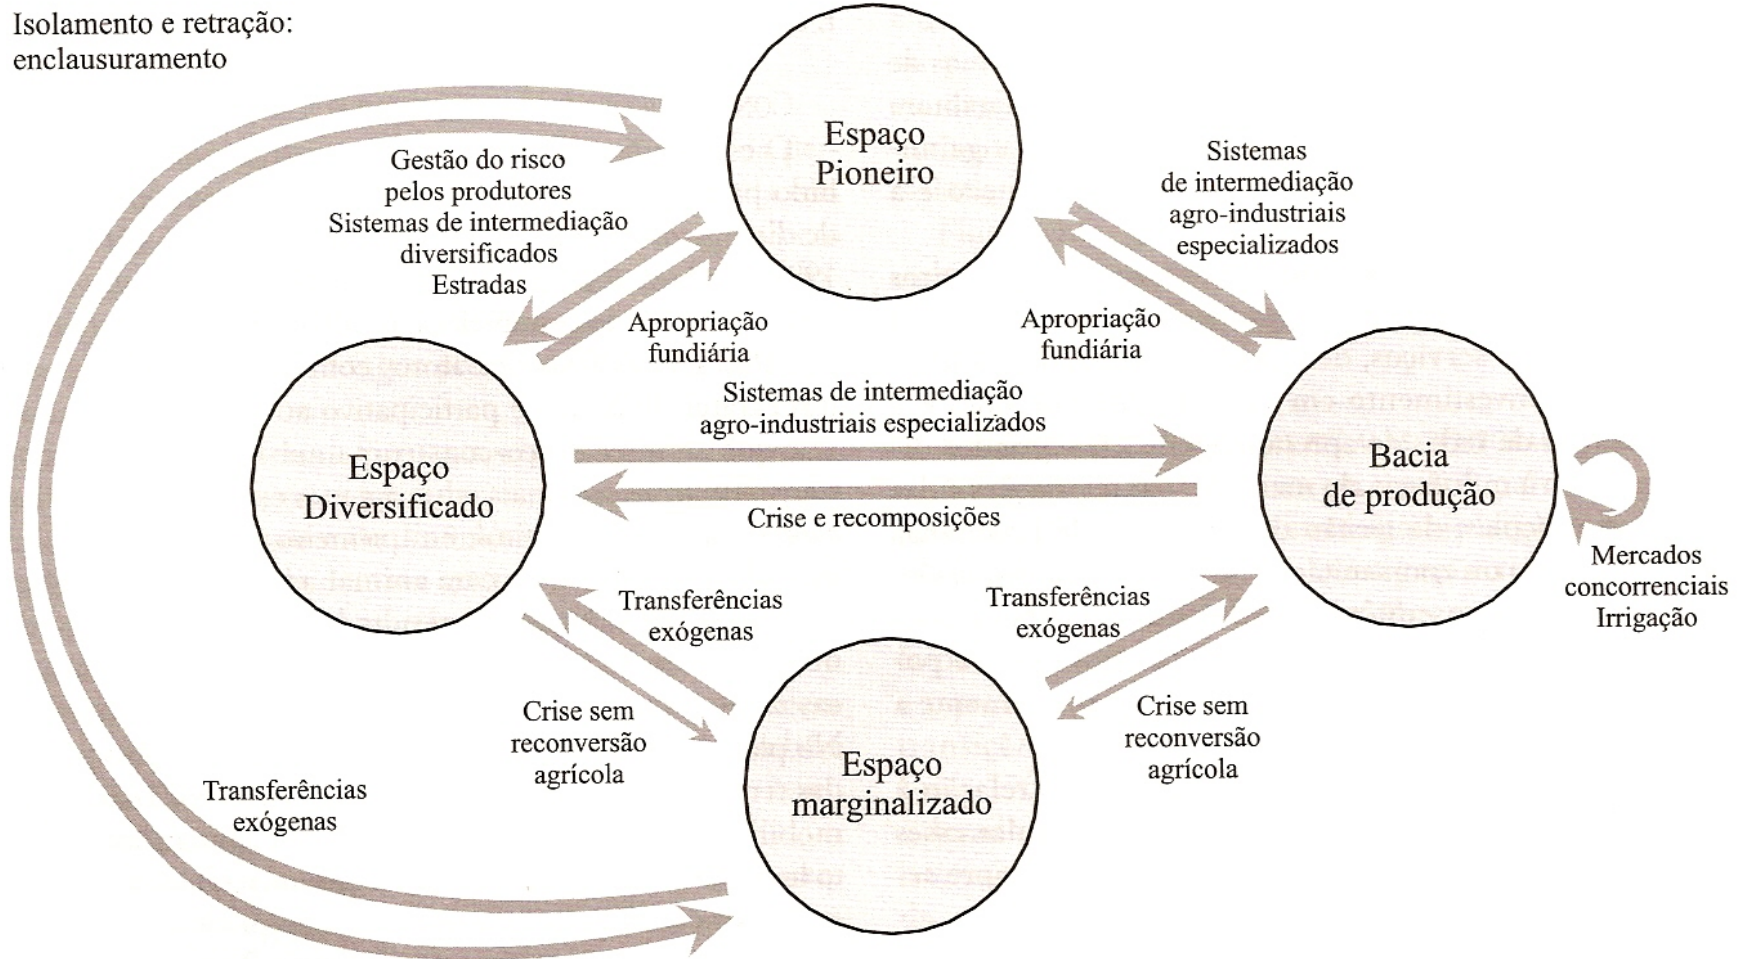 Isolamento e retração:
enclausuramento
Espaço
Pioneiro
Gestão do risco
pelos produtores
Sistemas de intermediação
diversificados
Estradas
Sistemas
de intermediação
agro-industriais
especializados
Apropriação
fundiária
Apropriação
fundiária
Sistemas de intermediação
agro-industriais especializados
Espaço
Diversificado
Bacia
de produção
Crise e recomposições
Mercados
concorrenciais
Irrigação
Transferências
exógenas
Transferências
exógenas
Crise sem
reconversão
agrícola
Crise sem
reconversão
agrícola
Espaço
marginalizado
Transferências
exógenas